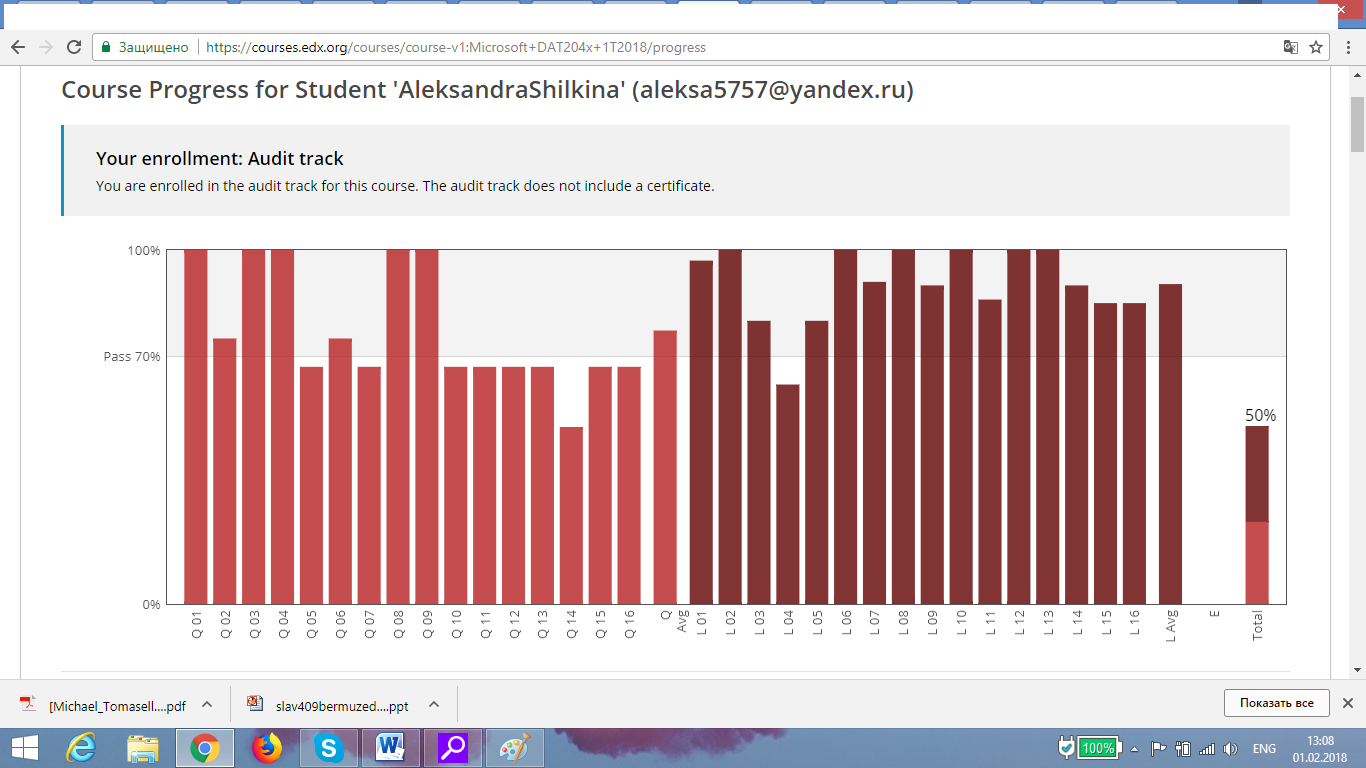 Защищено https://courses.edx.org/courses/course-v1:Microsoft+DAT204x+1T2018/progress
Course Progress for Student 'AleksandraShilkina' (aleksa5757@yandex.ru)
Your enrollment: Audit track
You are enrolled in the audit track for this course. The audit track does not include a certificate.
100%
Pass 70%
50%
0%
Q 01 Q 02 Q 03 Q 04 Q 05 Q 06 Q 07 Q 08 Q 09 Q 10 Q 11 Q 12 Q 13 Q 14 Q 15 Q 16 Q Avg L 01 L 02 L 03 L 04 L 05 L 06 L 07 L 08 L 09 L 10 L 11 L 12 L 13 L 14 L 15 L 16 L Avg E Total
[Michael_Tomasell....pdf slav409bermuzed....ppt Показать все
100% ENG 13:08
01.02.2018